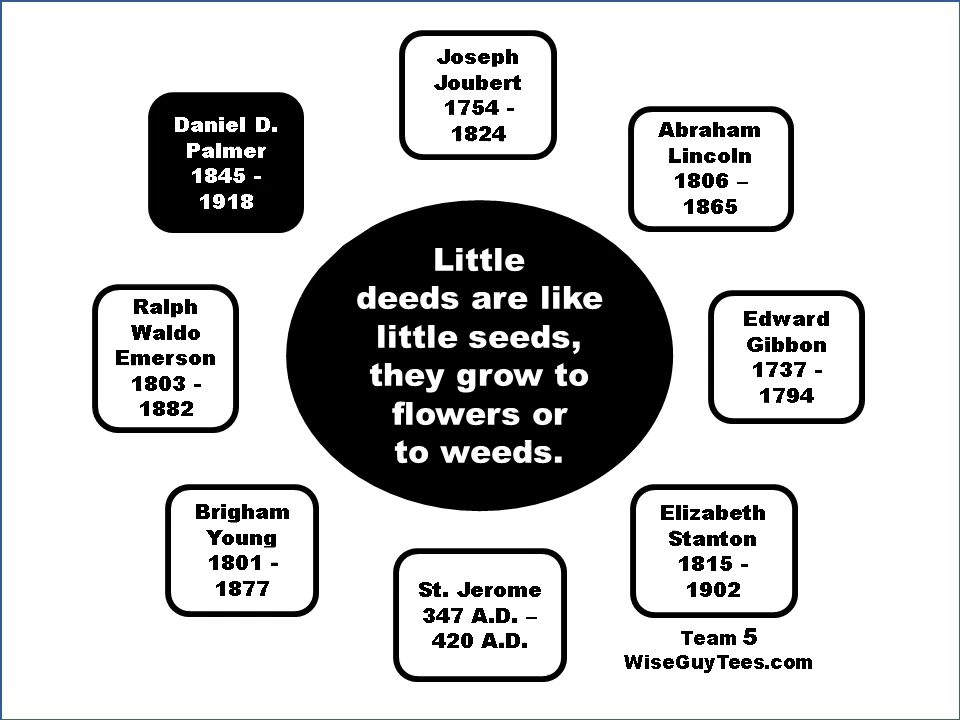 Joseph
Joubert
1754 -
1824
Daniel D.
Palmer
1845 -
1918
Abraham
Lincoln
1806 –
1865
Little
deeds are like
little seeds,
they grow to
flowers or
to weeds.
Ralph
Waldo
Emerson
1803 -
1882
Edward
Gibbon
1737 -
1794
Brigham
Young
1801 -
1877
Elizabeth
Stanton
1815 -
1902
St. Jerome
347 A.D. –
420 A.D.
Team 5
WiseGuyTees.com